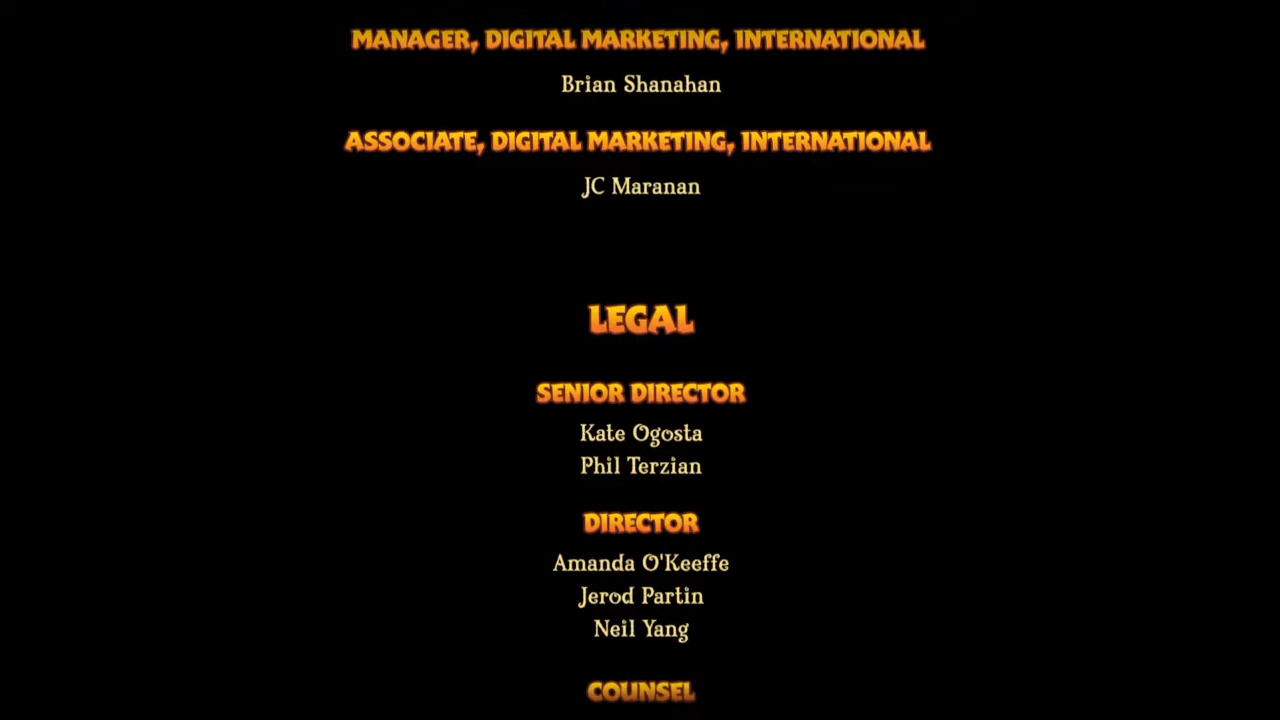 MANAGER, DIGITAL MARKETING, INTERNATIONAL
Brian Shanahan
ASSOCIATE, DIGITAL MARKETING, INTERNATIONAL
JC Maranan
LEGAL
SENIOR DIRECTOR
Kate Ogosta
Phil Terzian
DIRECTOR
Amanda O'Keeffe
Jerod Partin
Neil Yang
COUNSEL